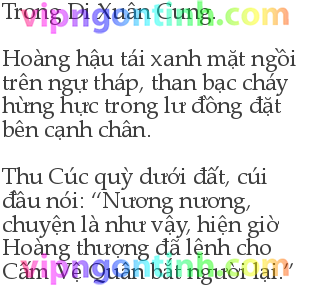 Trong Di Xuân Cung.
vipngontinh.com
Hoàng hậu tái xanh mặt ngồi
trên ngự tháp, than bạc cháy
hừng hực trong lư đồng đặt
bên cạnh chân.
Thu Cúc quỳ dưới đất, cúi
đầu nói: “Nương nương,
chuyện là như vậy, hiện giờ
Hoàng thượng đã lệnh cho
Cấm Vệ Quân bắt người lại.”
vipngontinh.com